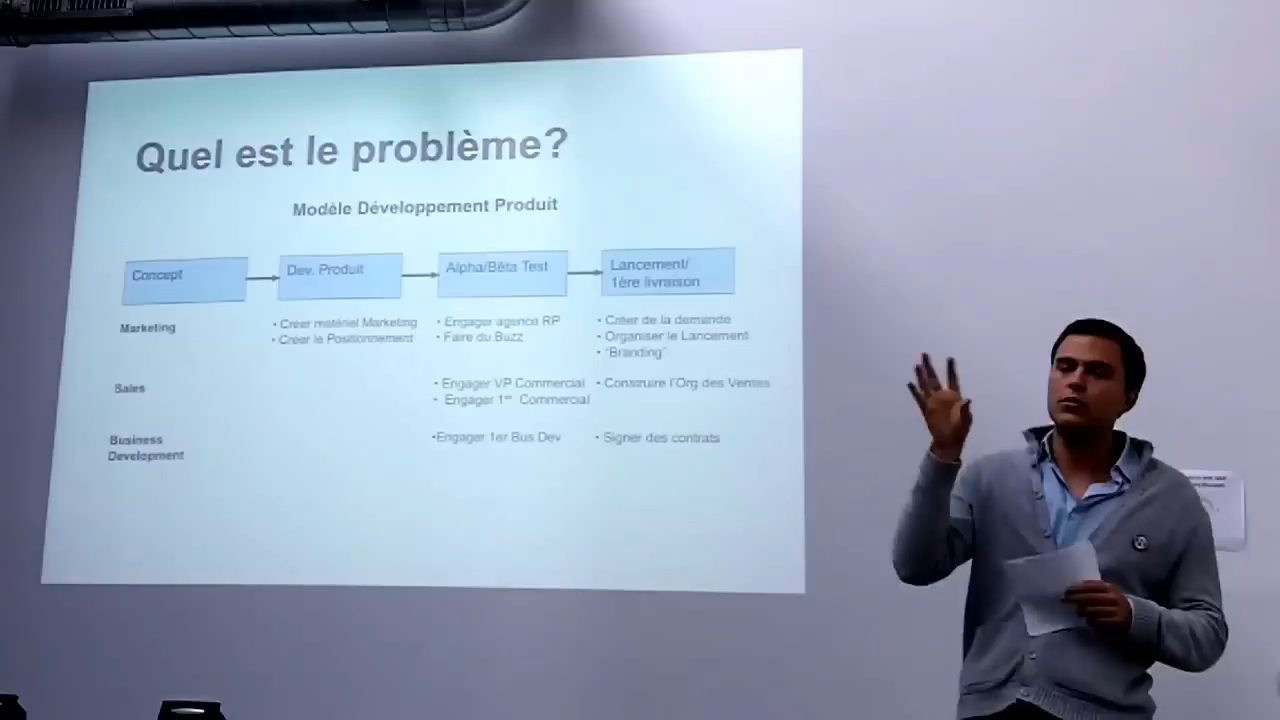 Quel est le problème?
Modèle Développement Produit
Concept
Dev. Produit
Alpha/Bêta Test
Lancement/
1ère livraison
Marketing
• Créer matériel Marketing
• Créer le Positionnement
• Engager agence RP
• Faire du Buzz
• Créer de la demande
• Organiser le Lancement
• "Branding"
Sales
• Engager VP Commercial
• Engager 1er Commercial
• Construire l'Org des Ventes
Business
Development
•Engager 1er Bus Dev
• Signer des contrats